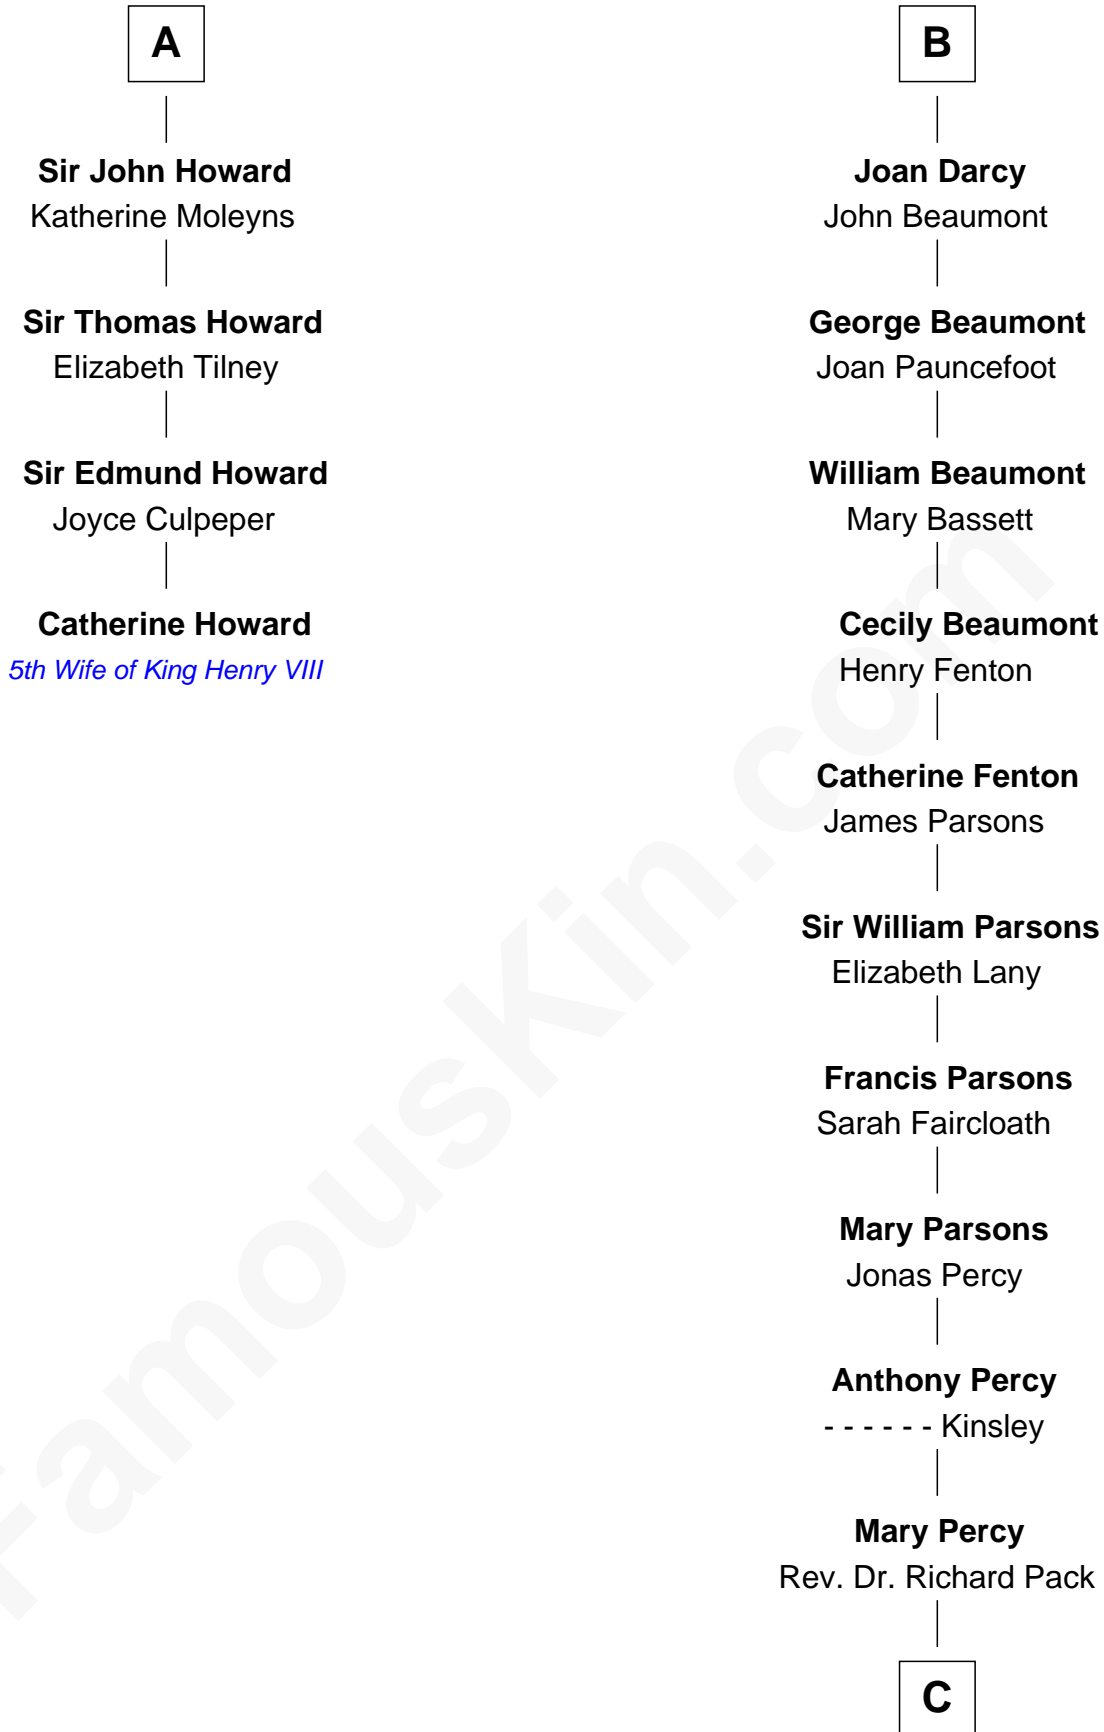 A
Sir John Howard
Katherine Moleyns
Sir Thomas Howard
Elizabeth Tilney
Sir Edmund Howard
Joyce Culpeper
Catherine Howard
5th Wife of King Henry VIII
B
Joan Darcy
John Beaumont
George Beaumont
Joan Pauncefoot
William Beaumont
Mary Bassett
Cecily Beaumont
Henry Fenton
Catherine Fenton
James Parsons
Sir William Parsons
Elizabeth Lany
Francis Parsons
Sarah Faircloath
Mary Parsons
Jonas Percy
Anthony Percy
- - - - - - Kinsley
Mary Percy
Rev. Dr. Richard Pack
C
FamousKin.com